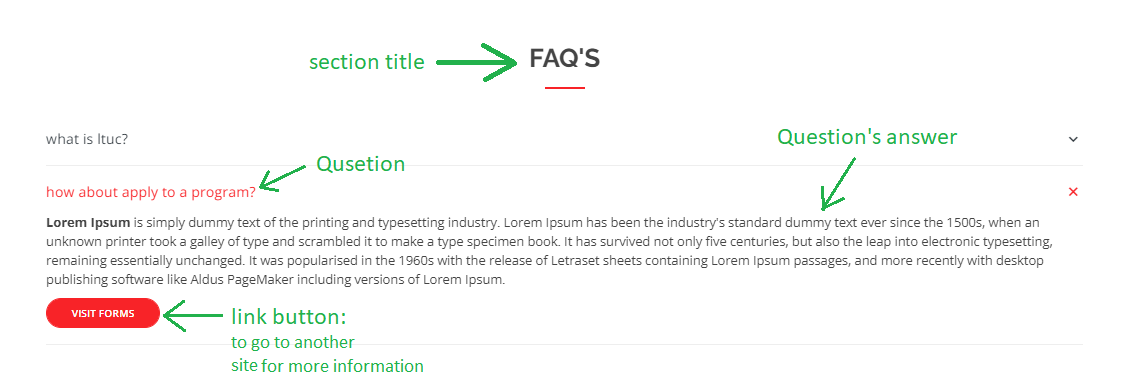 section title
FAQ'S
what is ltuc?
Question's answer
Qusetion
how about apply to a program?
Lorem Ipsum is simply dummy text of the printing and typesetting industry. Lorem Ipsum has been the industry's standard dummy text ever since the 1500s, when an
unknown printer took a galley of type and scrambled it to make a type specimen book. It has survived not only five centuries, but also the leap into electronic typesetting,
remaining essentially unchanged. It was popularised in the 1960s with the release of Letraset sheets containing Lorem Ipsum passages, and more recently with desktop
publishing software like Aldus PageMaker including versions of Lorem Ipsum.
VISIT FORMS
link button:
to go to another
site for more information